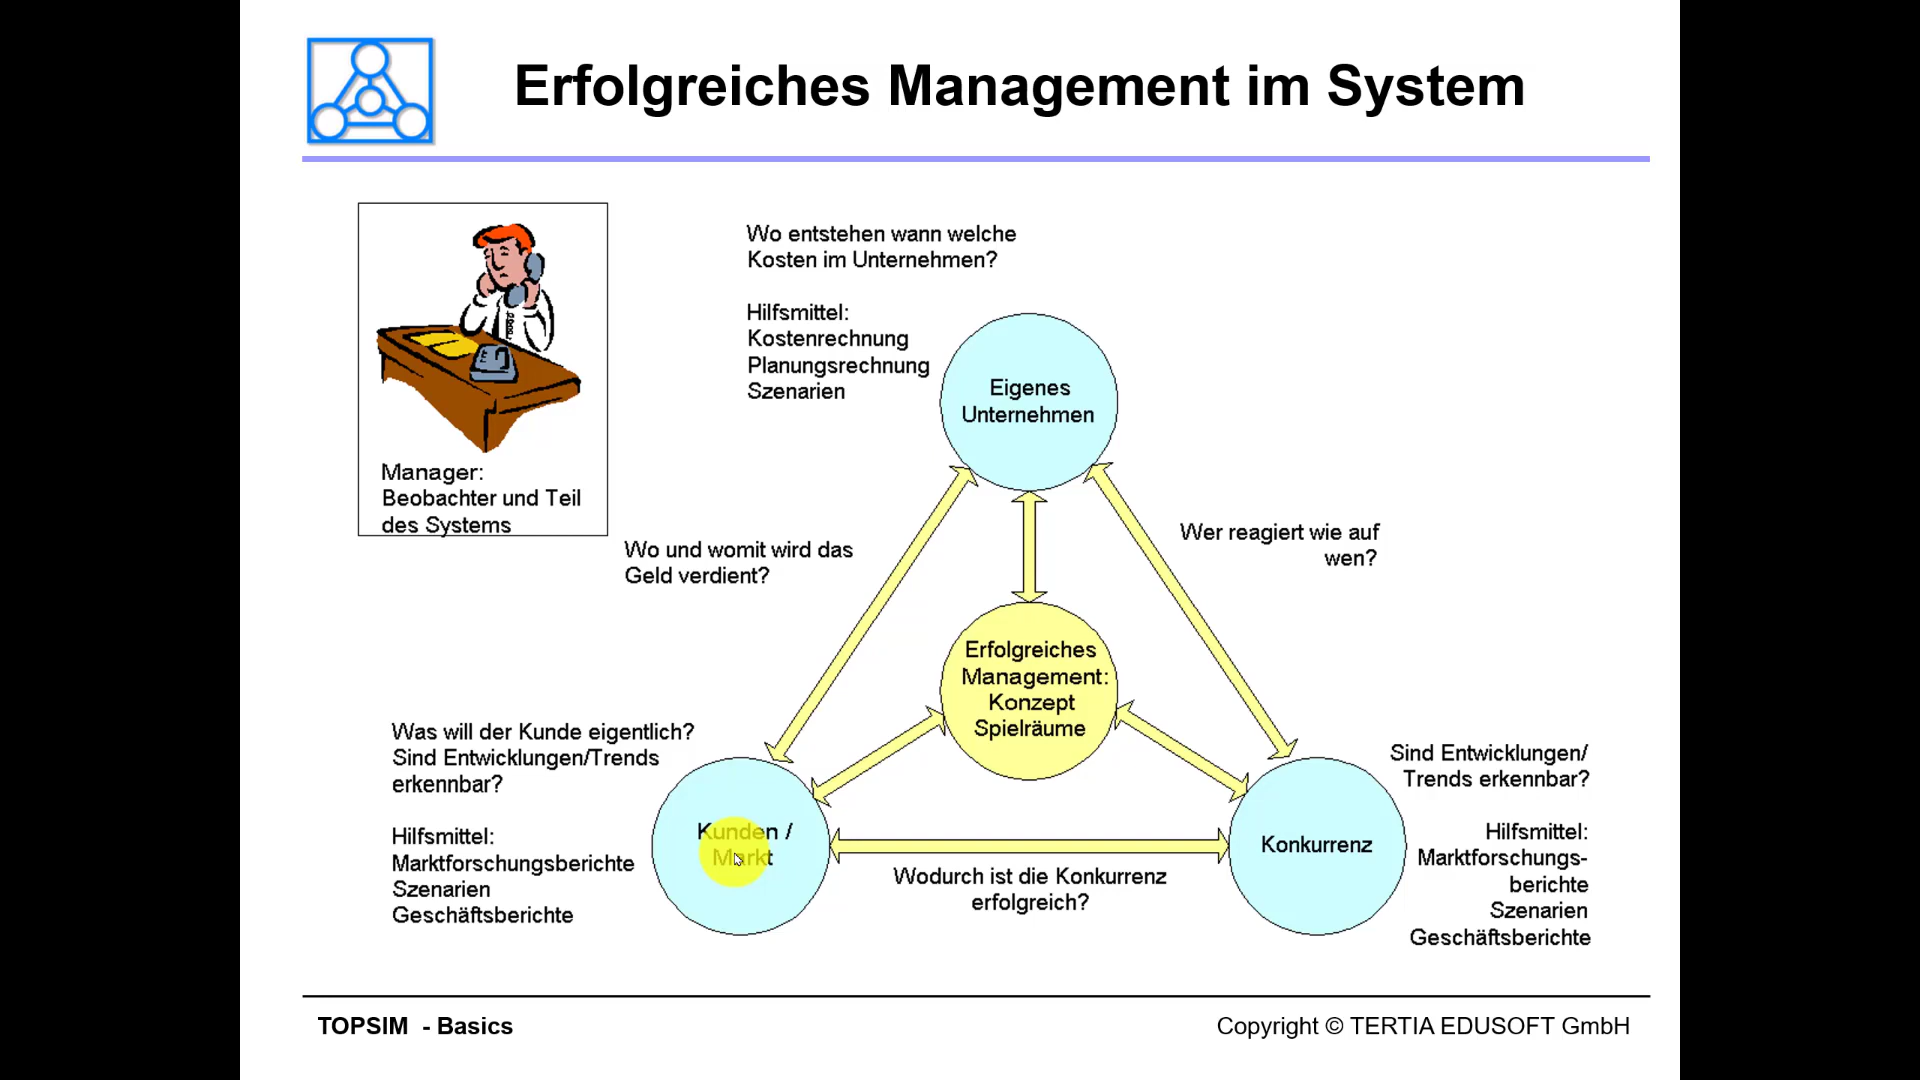 Erfolgreiches Management im System
Manager:
Beobachter und Teil
des Systems
Wo entstehen wann welche
Kosten im Unternehmen?
Hilfsmittel:
Kostenrechnung
Planungsrechnung
Szenarien
Eigenes
Unternehmen
Wo und womit wird das
Geld verdient?
Wer reagiert wie auf
wen?
Erfolgreiches
Management:
Konzept
Spielräume
Was will der Kunde eigentlich?
Sind Entwicklungen/Trends
erkennbar?
Hilfsmittel:
Marktforschungsberichte
Szenarien
Geschäftsberichte
Kunden /
Markt
Wodurch ist die Konkurrenz
erfolgreich?
Konkurrenz
Sind Entwicklungen/
Trends erkennbar?
Hilfsmittel:
Marktforschungs-
berichte
Szenarien
Geschäftsberichte
TOPSIM - Basics
Copyright © TERTIA EDUSOFT GmbH